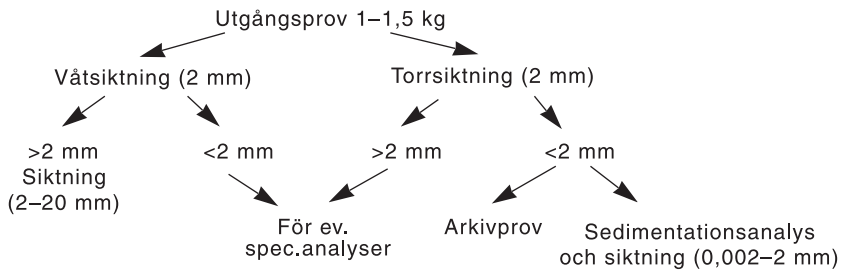 Utgångsprov 1–1,5 kg
Våtsiktning (2 mm)
Torrsiktning (2 mm)
>2 mm
Siktning
(2–20 mm)
<2 mm
>2 mm
<2 mm
För ev.
spec.analyser
Arkivprov
Sedimentationsanalys
och siktning (0,002–2 mm)